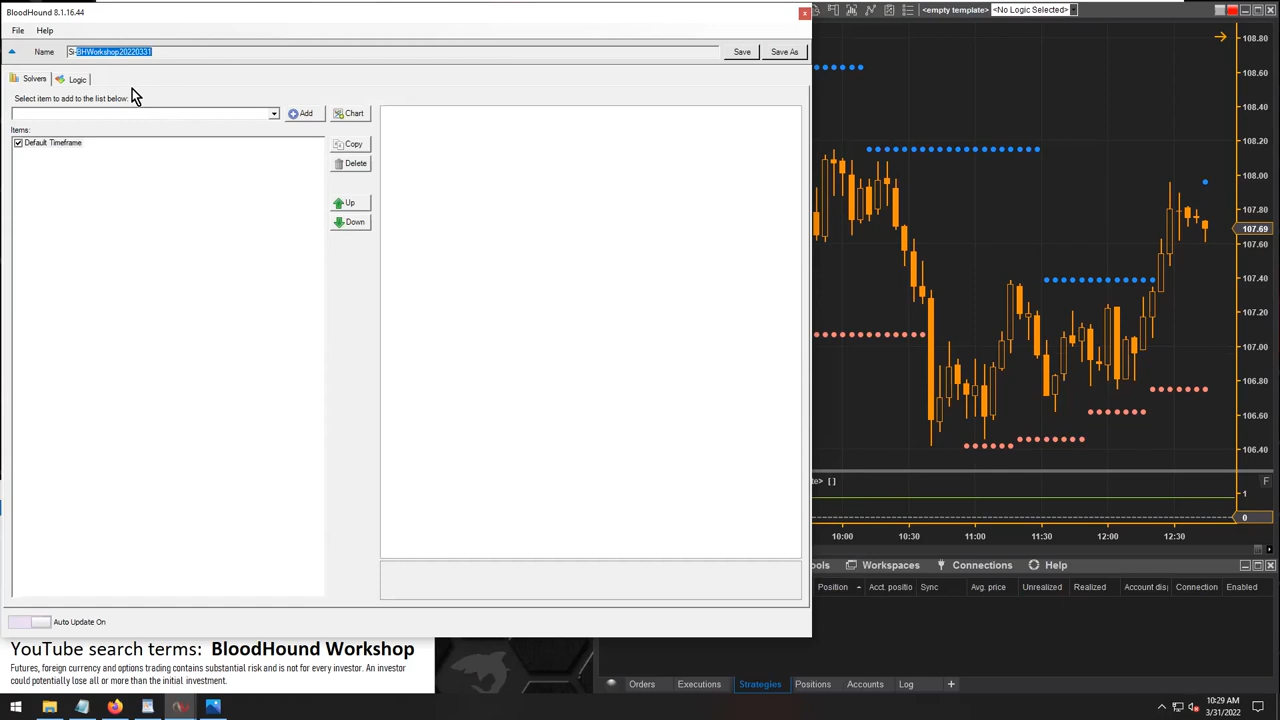 BloodHound 8.1.16.44
File Help
Name S-BHWorkshop20220331 Save Save As
Solvers Logic
Select item to add to the list below:
Add Chart
Items:
Default Timeframe
Copy
Delete
Up
Down
Auto Update On
<empty template> <No Logic Selected>
108.80
108.60
108.40
108.20
108.00
107.80
107.69
107.60
107.40
107.20
107.00
106.80
106.60
106.40
te> [ ] F
1
0
10:00 10:30 11:00 11:30 12:00 12:30
ools Workspaces Connections Help
Position Acct. positio Sync Avg. price Unrealized Realized Account disp Connection Enabled
YouTube search terms: BloodHound Workshop
Futures, foreign currency and options trading contains substantial risk and is not for every investor. An investor
could potentially lose all or more than the initial investment.
Orders Executions Strategies Positions Accounts Log +
10:29 AM
3/31/2022